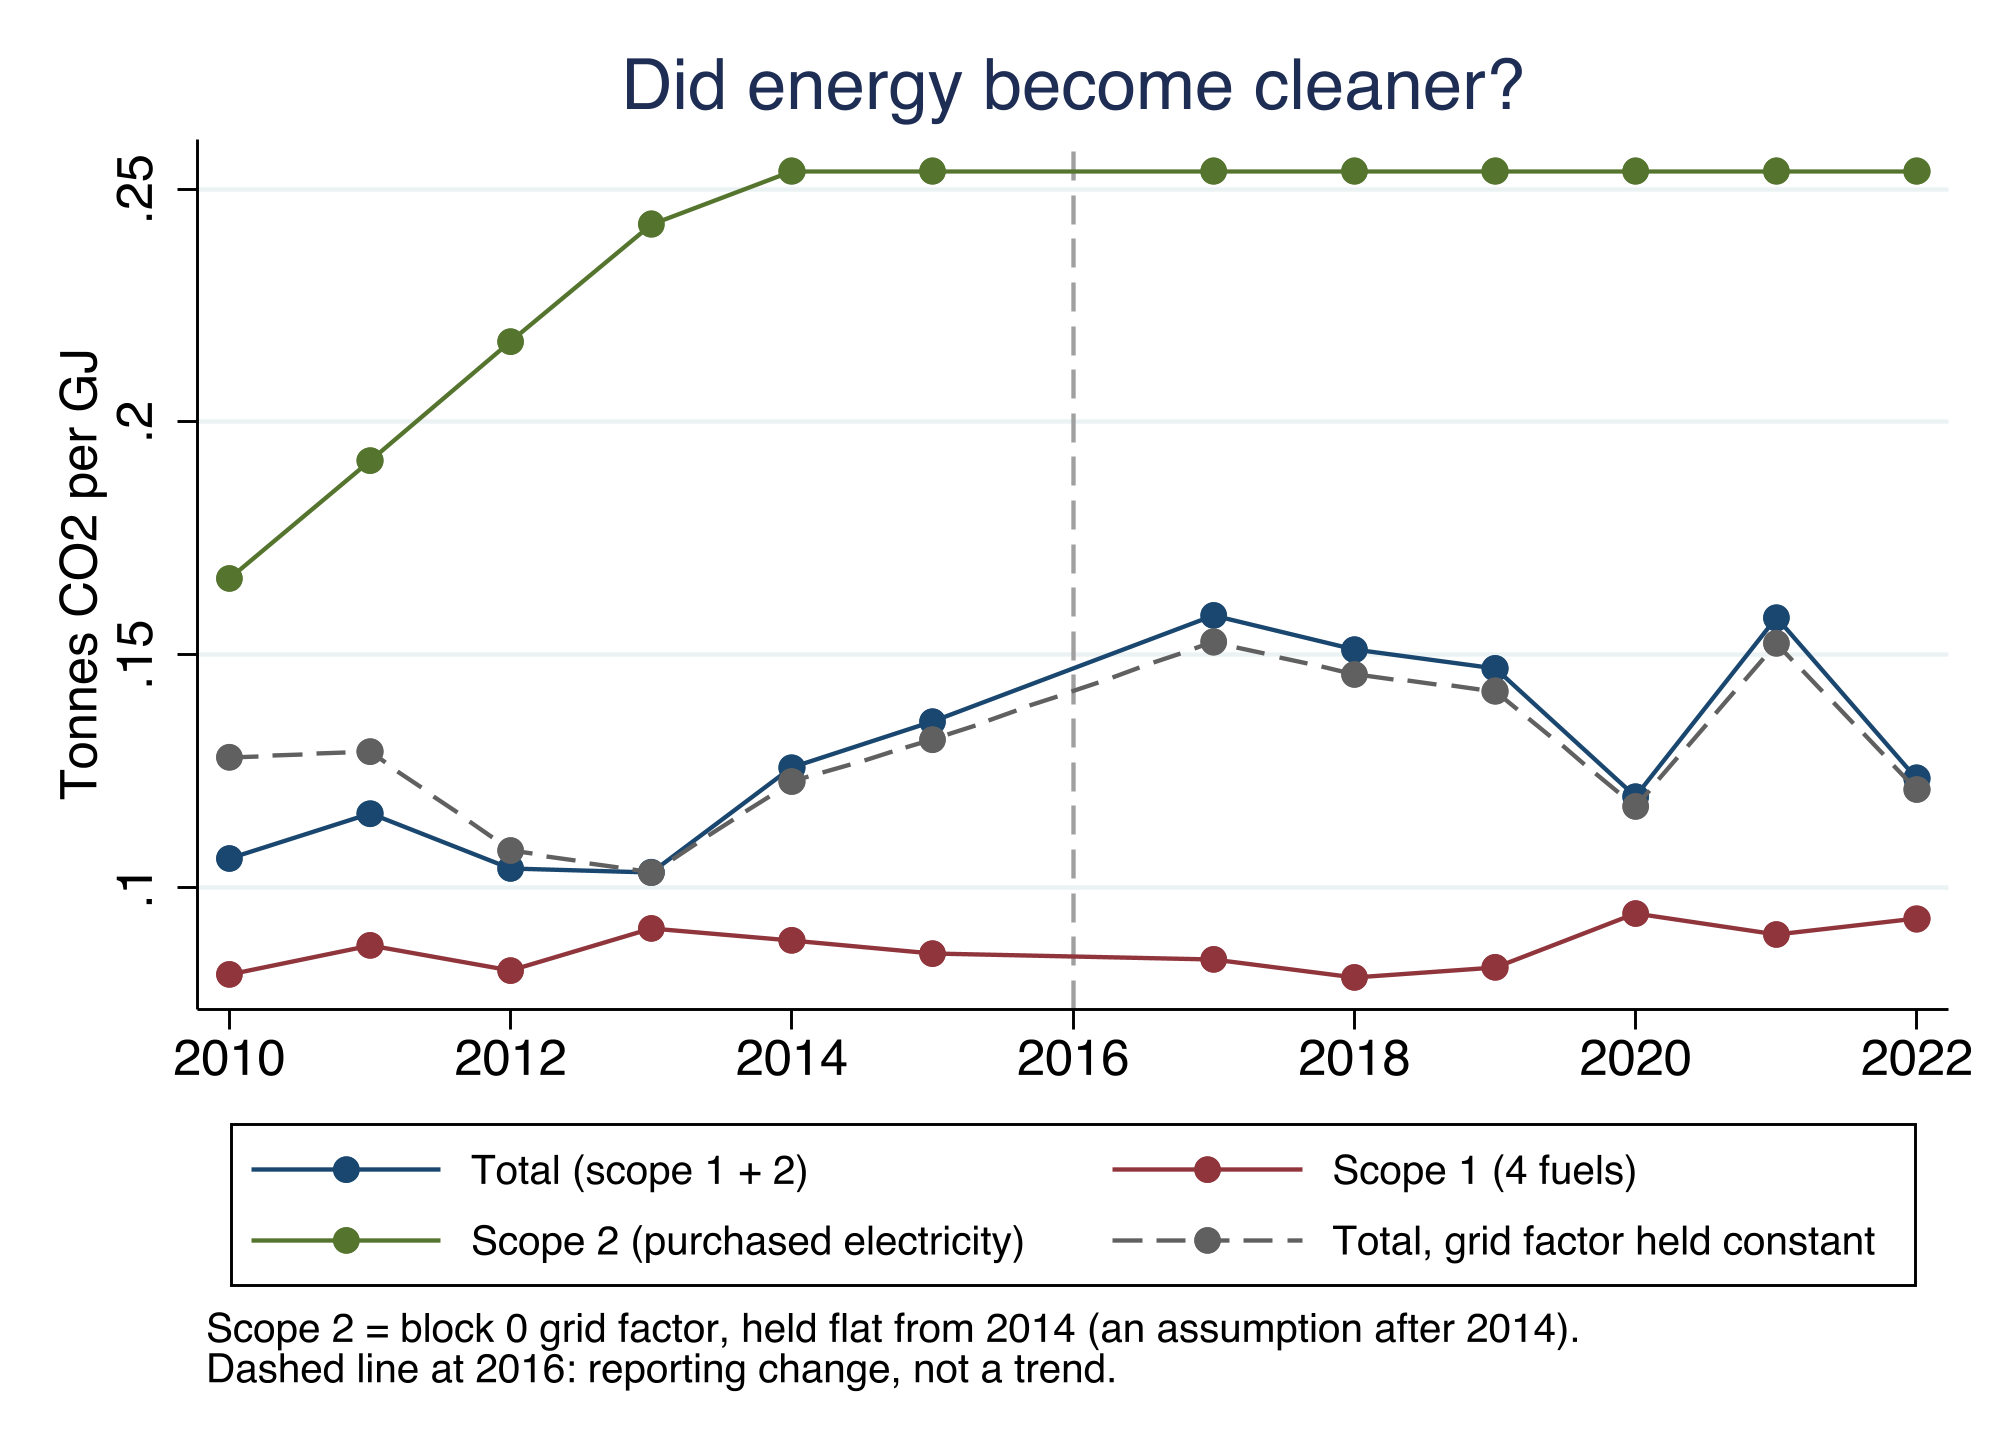 Did energy become cleaner?
Tonnes CO2 per GJ
.25
.2
.15
.1
2010 2012 2014 2016 2018 2020 2022
Total (scope 1 + 2) Scope 1 (4 fuels)
Scope 2 (purchased electricity) Total, grid factor held constant
Scope 2 = block 0 grid factor, held flat from 2014 (an assumption after 2014).
Dashed line at 2016: reporting change, not a trend.